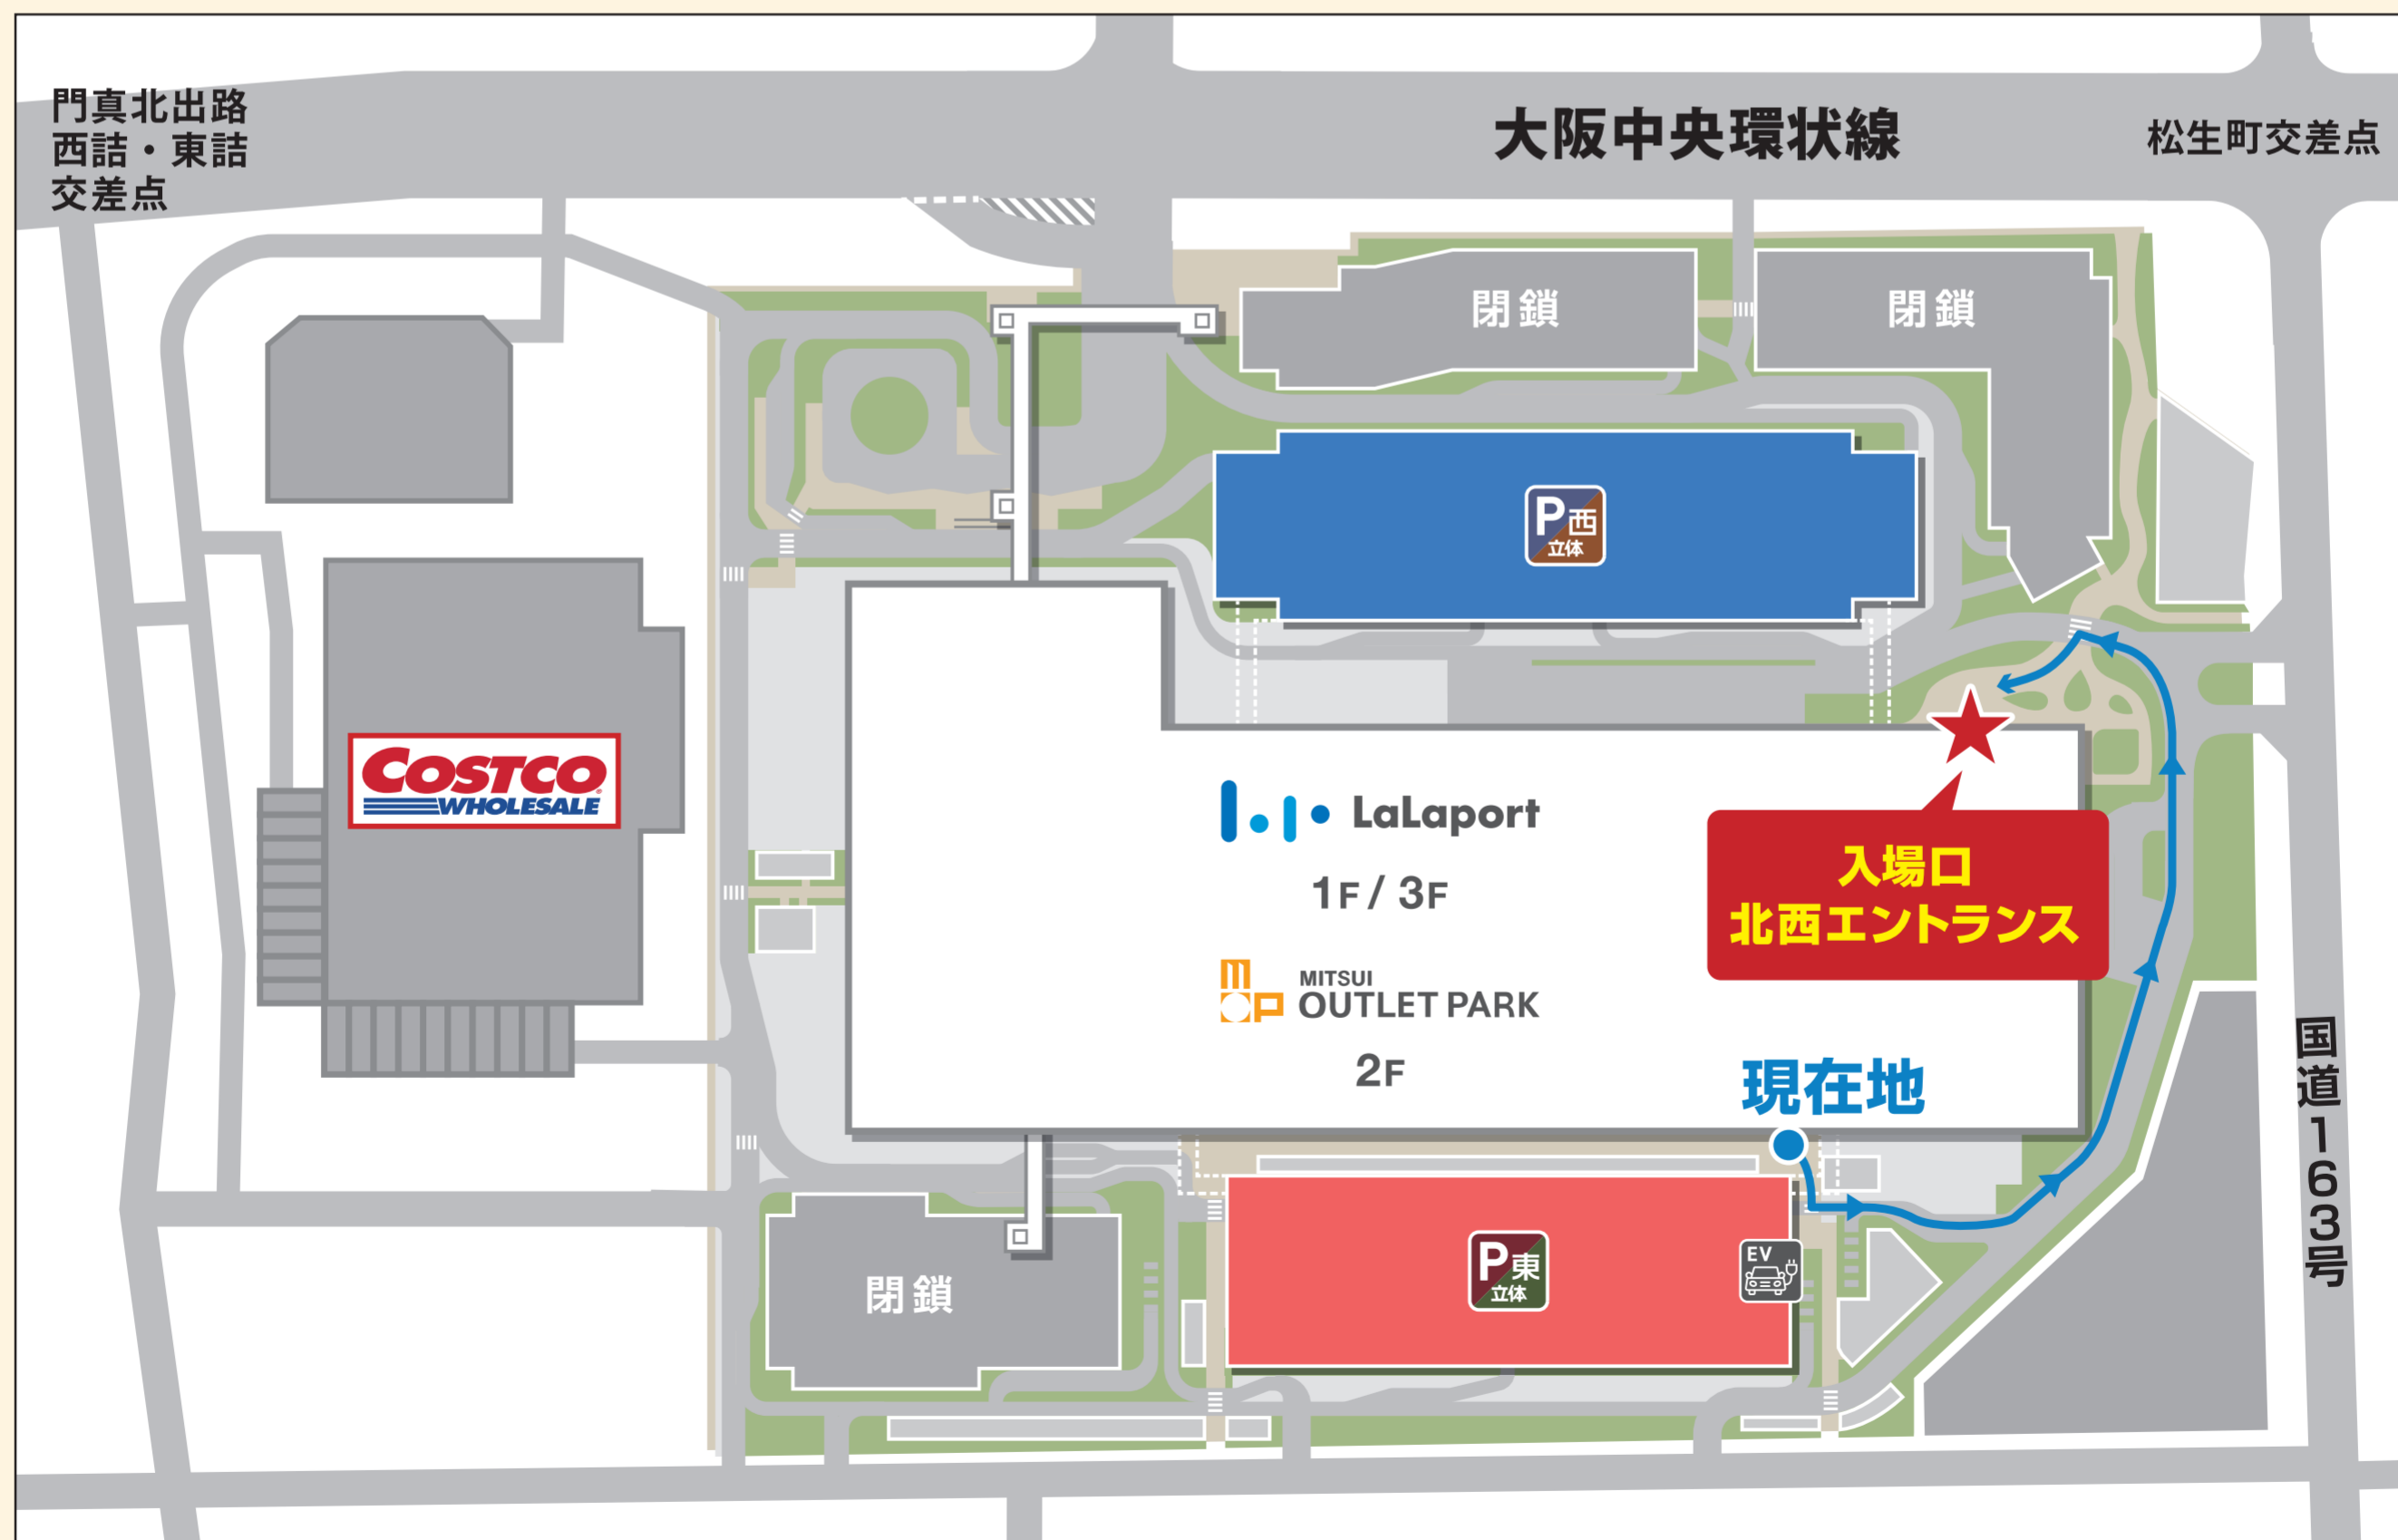 門真北出路
西詰・東詰
交差点
大阪中央環状線
松生町交差点
閉鎖
閉鎖
P西
立体
COSTCO
WHOLESALE
LaLaport
1F / 3F
入場口
北西エントランス
MITSUI
OUTLET PARK
2F
現在地
国道163号
P東
立体
EV
閉鎖